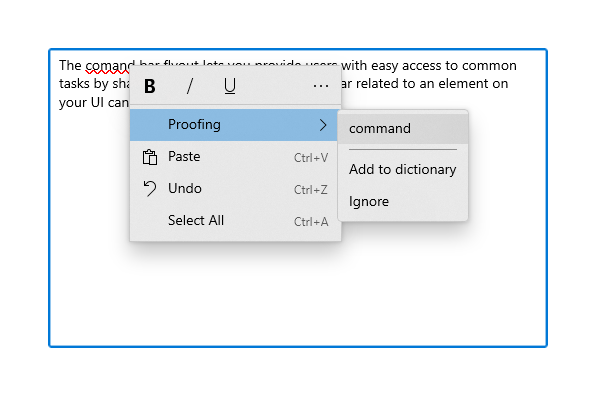 The comand bar flyout lets you provide users with easy access to common
tasks by sha ar related to an element on
your UI can
B / U ...
Proofing >
Paste Ctrl+V
Undo Ctrl+Z
Select All Ctrl+A
command
Add to dictionary
Ignore